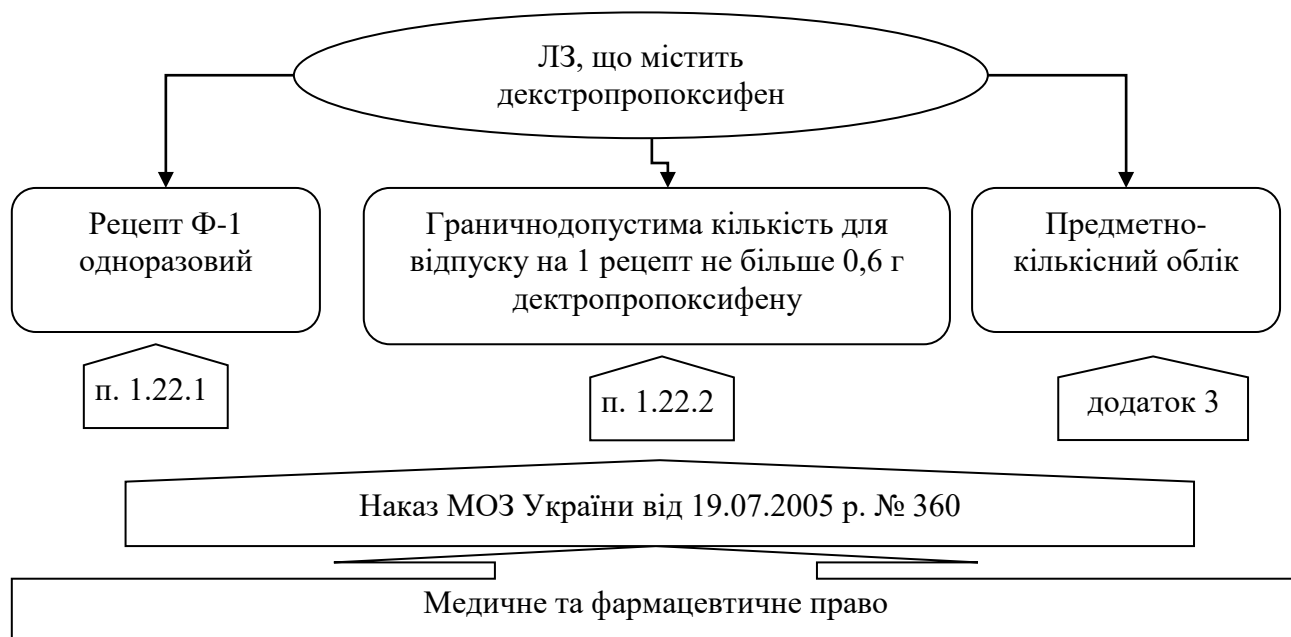 ЛЗ, що містить
декстропропоксифен
Рецепт Ф-1
одноразовий
Граничнодопустима кількість для
відпуску на 1 рецепт не більше 0,6 г
дектропропоксифену
Предметно-
кількісний облік
п. 1.22.1
п. 1.22.2
додаток 3
Наказ МОЗ України від 19.07.2005 р. № 360
Медичне та фармацевтичне право